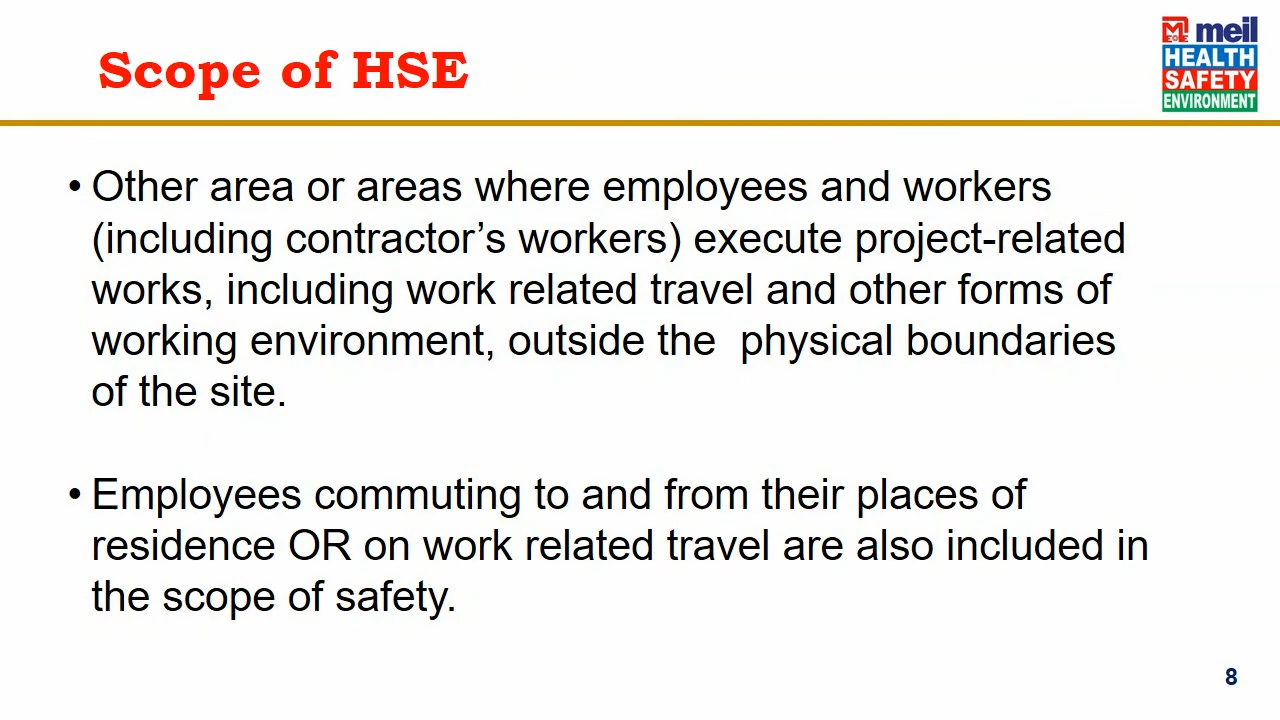 Scope of HSE
meil
HEALTH
SAFETY
ENVIRONMENT
• Other area or areas where employees and workers
(including contractor’s workers) execute project-related
works, including work related travel and other forms of
working environment, outside the  physical boundaries
of the site.
• Employees commuting to and from their places of
residence OR on work related travel are also included in
the scope of safety.
8